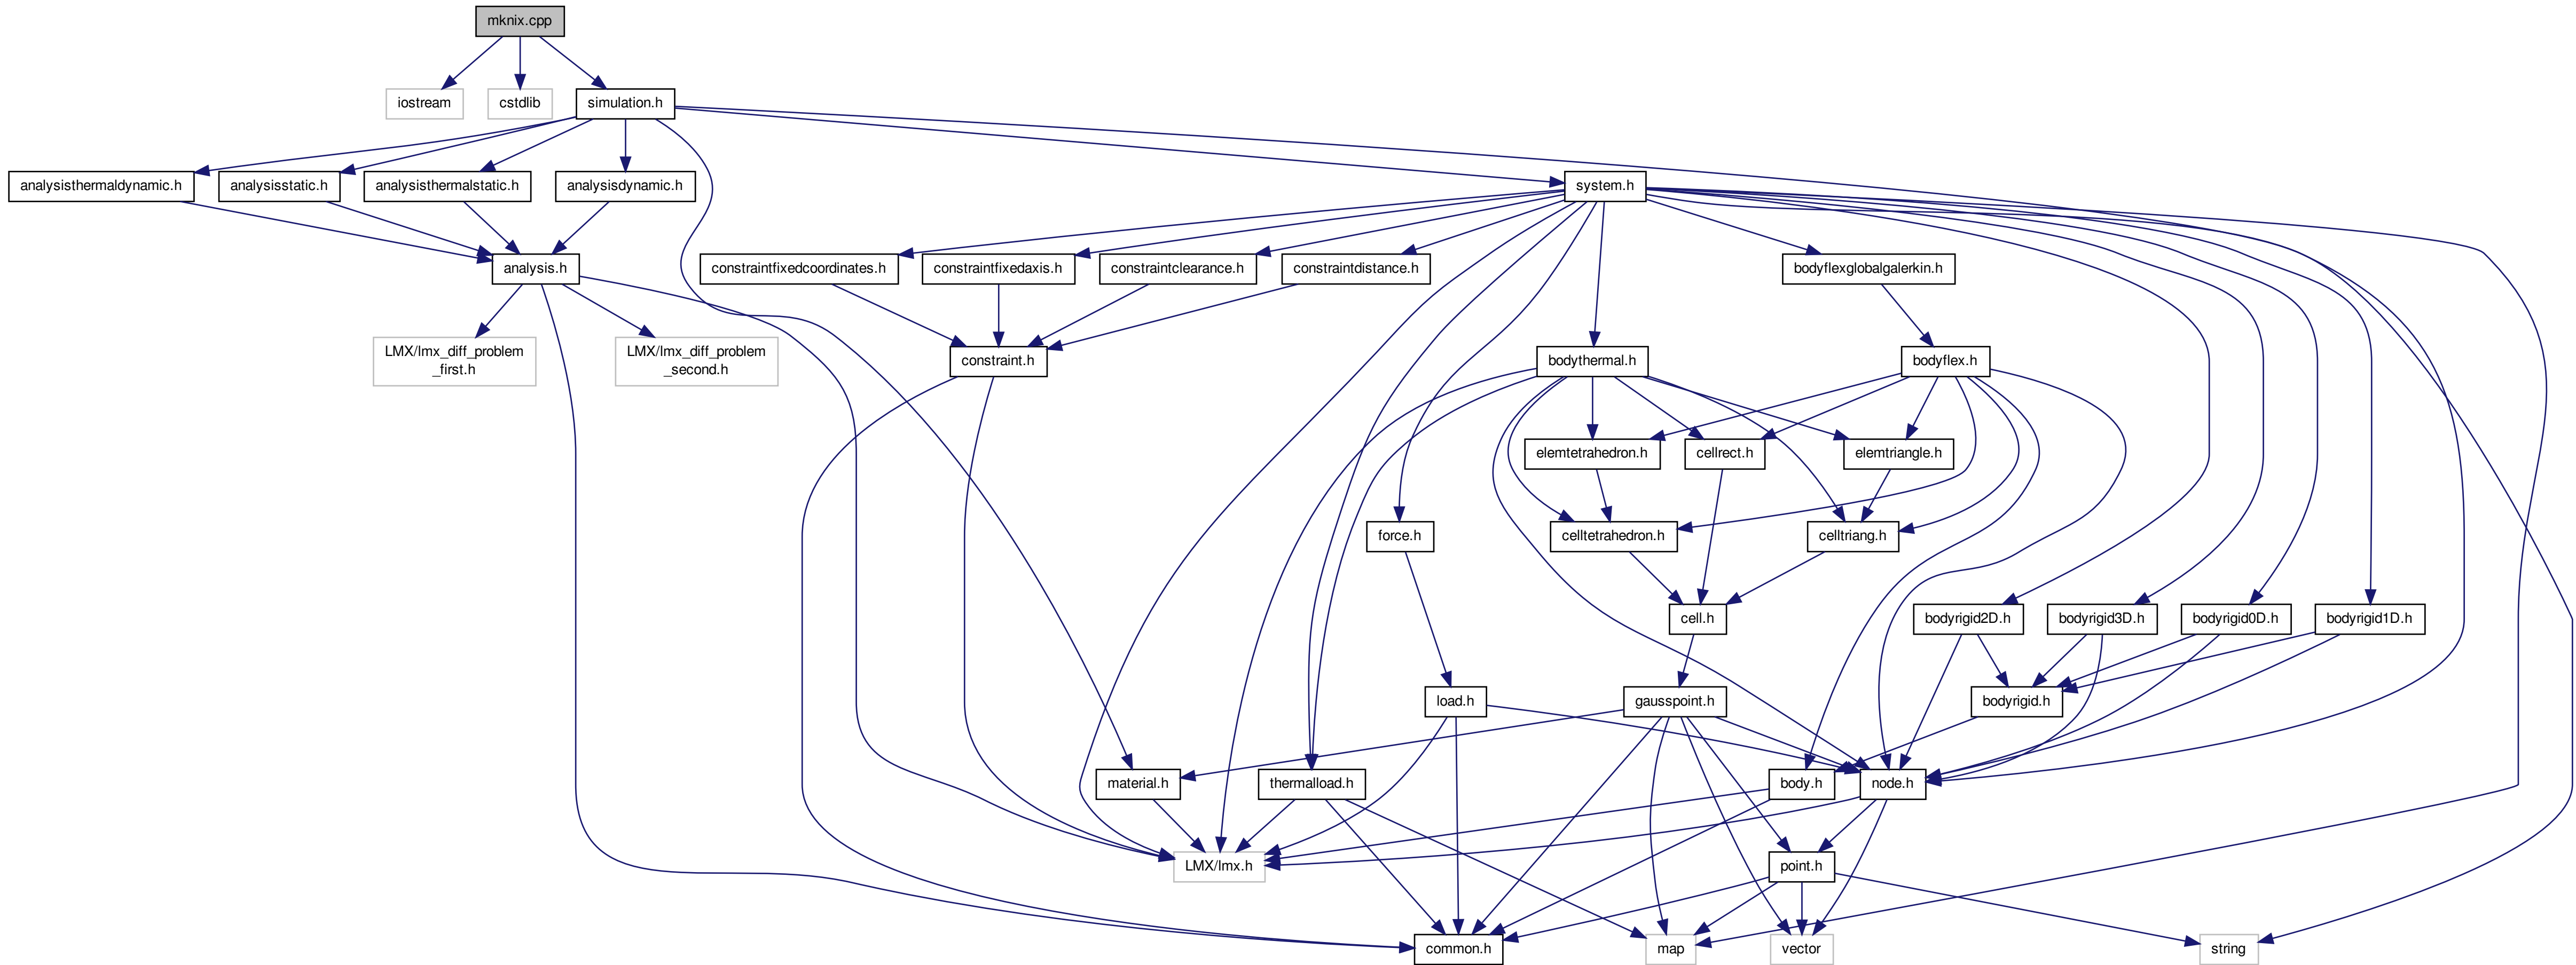 mknix.cpp
iostream
cstdlib
simulation.h
analysisthermaldynamic.h
analysisstatic.h
analysisthermalstatic.h
analysisdynamic.h
system.h
analysis.h
constraintfixedcoordinates.h
constraintfixedaxis.h
constraintclearance.h
constraintdistance.h
bodyflexglobalgalerkin.h
LMX/lmx_diff_problem
_first.h
LMX/lmx_diff_problem
_second.h
constraint.h
bodythermal.h
bodyflex.h
elemtetrahedron.h
cellrect.h
elemtriangle.h
force.h
celltetrahedron.h
celltriang.h
cell.h
bodyrigid2D.h
bodyrigid3D.h
bodyrigid0D.h
bodyrigid1D.h
load.h
gausspoint.h
bodyrigid.h
material.h
thermalload.h
body.h
node.h
LMX/lmx.h
point.h
common.h
map
vector
string